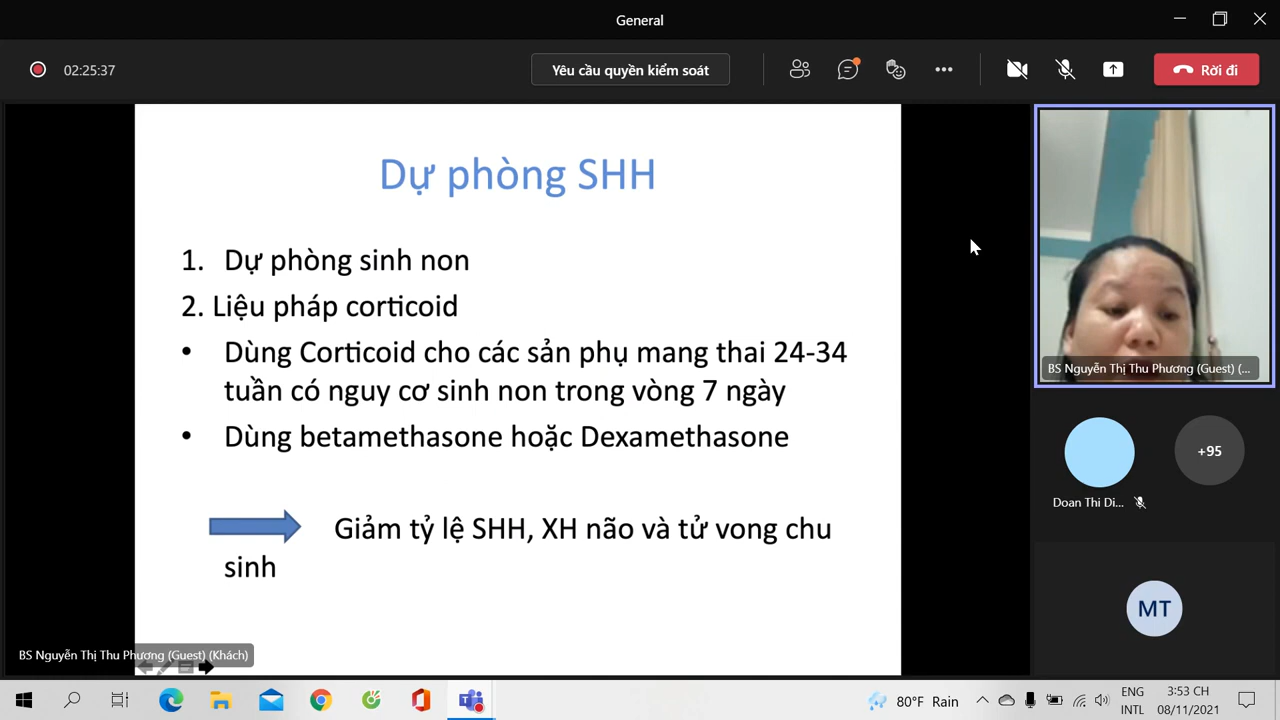 General
02:25:37
Yêu cầu quyền kiểm soát
Rời đi
Dự phòng SHH
1. Dự phòng sinh non
2. Liệu pháp corticoid
• Dùng Corticoid cho các sản phụ mang thai 24-34
tuần có nguy cơ sinh non trong vòng 7 ngày
• Dùng betamethasone hoặc Dexamethasone
Giảm tỷ lệ SHH, XH não và tử vong chu
sinh
BS Nguyễn Thị Thu Phương (Guest) (Khách)
BS Nguyễn Thị Thu Phương (Guest) (...
Doan Thi Di...
+95
MT
80°F Rain
ENG
INTL
3:53 CH
08/11/2021